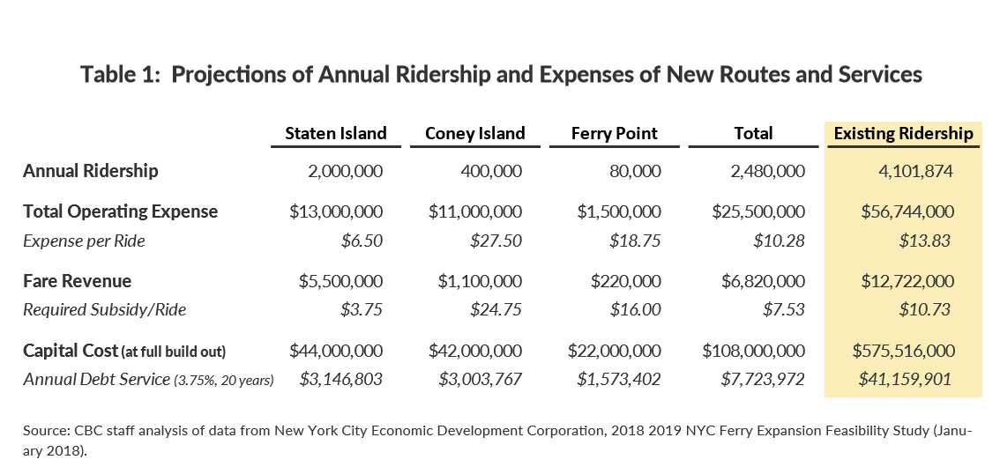 Table 1: Projections of Annual Ridership and Expenses of New Routes and Services
Staten Island Coney Island Ferry Point Total Existing Ridership
Annual Ridership 2,000,000 400,000 80,000 2,480,000 4,101,874
Total Operating Expense $13,000,000 $11,000,000 $1,500,000 $25,500,000 $56,744,000
Expense per Ride $6.50 $27.50 $18.75 $10.28 $13.83
Fare Revenue $5,500,000 $1,100,000 $220,000 $6,820,000 $12,722,000
Required Subsidy/Ride $3.75 $24.75 $16.00 $7.53 $10.73
Capital Cost (at full build out) $44,000,000 $42,000,000 $22,000,000 $108,000,000 $575,516,000
Annual Debt Service (3.75%, 20 years) $3,146,803 $3,003,767 $1,573,402 $7,723,972 $41,159,901
Source: CBC staff analysis of data from New York City Economic Development Corporation, 2018 2019 NYC Ferry Expansion Feasibility Study (Janu-
ary 2018).